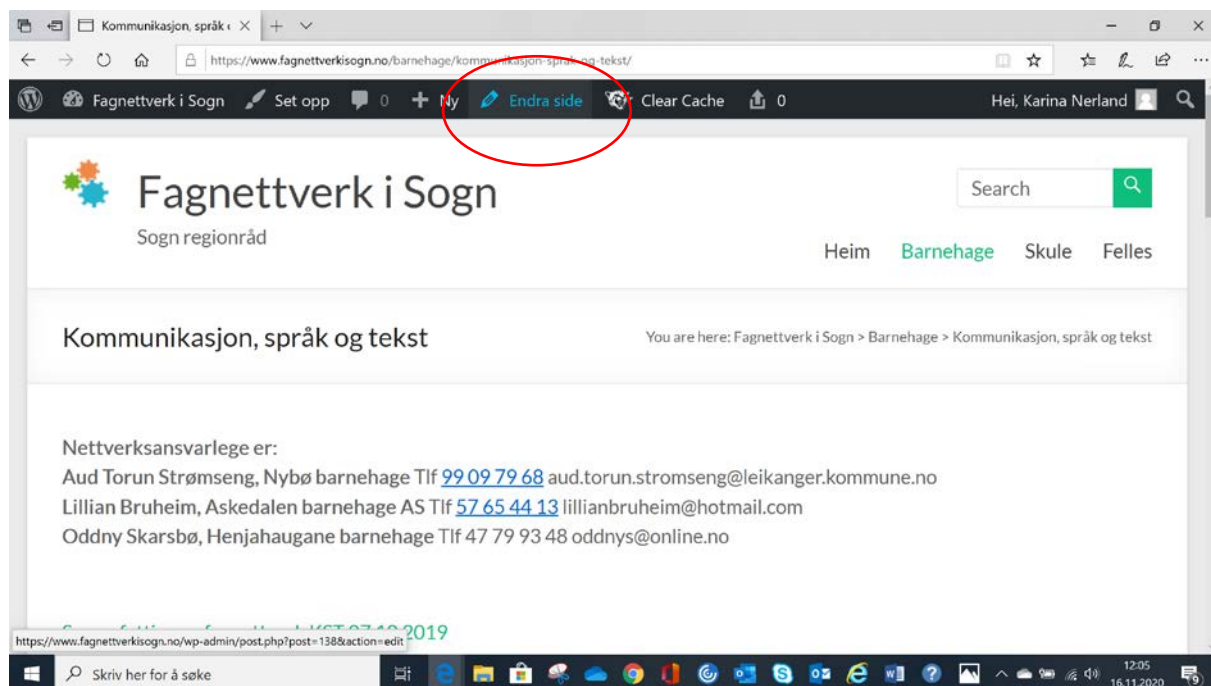 Kommunikasjon, språk
https://www.fagnettverkisogn.no/barnehage/kommunikasjon-sprak-og-tekst/
Fagnettverk i Sogn Set opp 0 Ny Endra side Clear Cache 0 Hei, Karina Nerland
Fagnettverk i Sogn
Search
Sogn regionråd
Heim Barnehage Skule Felles
Kommunikasjon, språk og tekst
You are here: Fagnettverk i Sogn > Barnehage > Kommunikasjon, språk og tekst
Nettverksansvarlege er:
Aud Torun Strømseng, Nybø barnehage Tlf 99 09 79 68 aud.torun.stromseng@leikanger.kommune.no
Lillian Bruheim, Askedalen barnehage AS Tlf 57 65 44 13 lillianbruheim@hotmail.com
Oddny Skarsbø, Henjahaugane barnehage Tlf 47 79 93 48 oddnys@online.no
2019
https://www.fagnettverkisogn.no/wp-admin/post.php?post=138&action=edit
Skriv her for å søke
12:05
16.11.2020